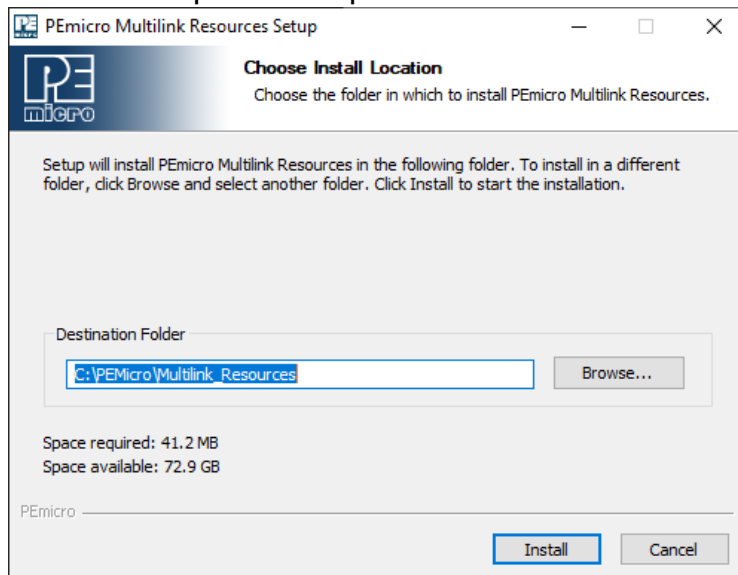 PEmicro Multilink Resources Setup
PE
micro
Choose Install Location
Choose the folder in which to install PEmicro Multilink Resources.
Setup will install PEmicro Multilink Resources in the following folder. To install in a different
folder, click Browse and select another folder. Click Install to start the installation.
Destination Folder
C:\PEMicro\Multilink_Resources
Browse...
Space required: 41.2 MB
Space available: 72.9 GB
PEmicro
Install
Cancel